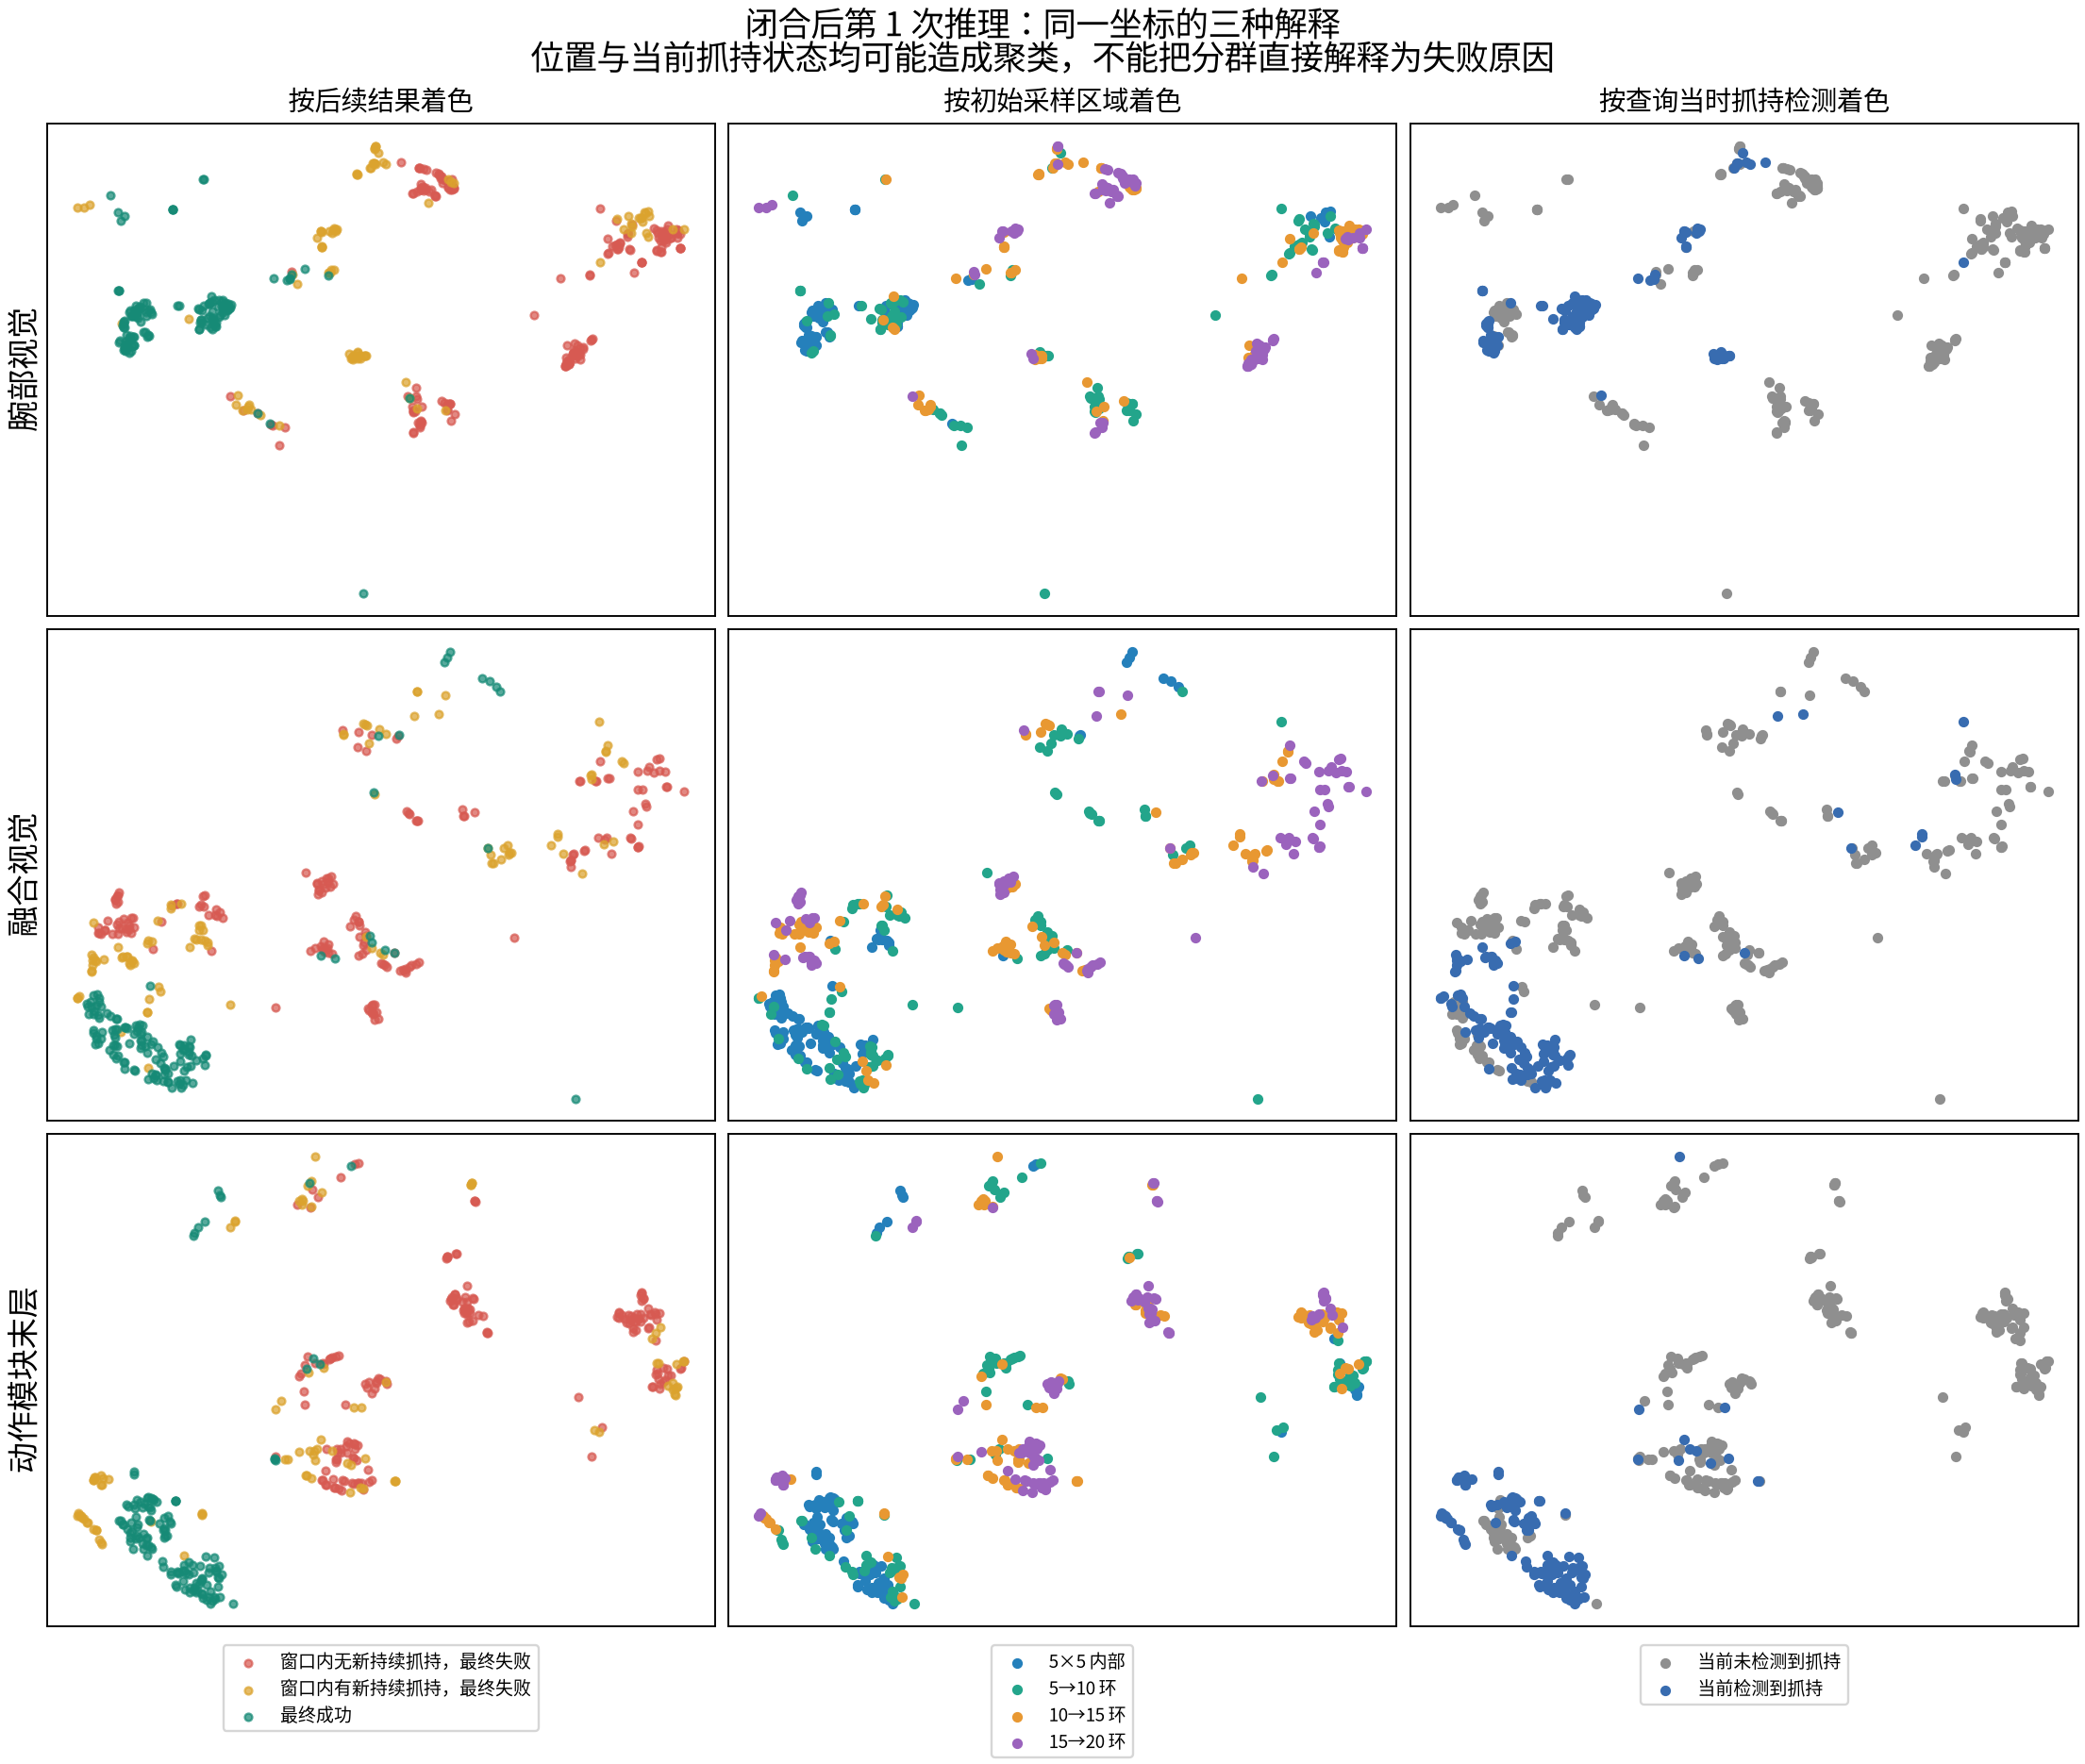 闭合后第 1 次推理：同一坐标的三种解释
位置与当前抓持状态均可能造成聚类，不能把分群直接解释为失败原因
按后续结果着色
按初始采样区域着色
按查询当时抓持检测着色
腕部视觉
融合视觉
动作模块末层
窗口内无新持续抓持，最终失败
窗口内有新持续抓持，最终失败
最终成功
5×5 内部
5→10 环
10→15 环
15→20 环
当前未检测到抓持
当前检测到抓持